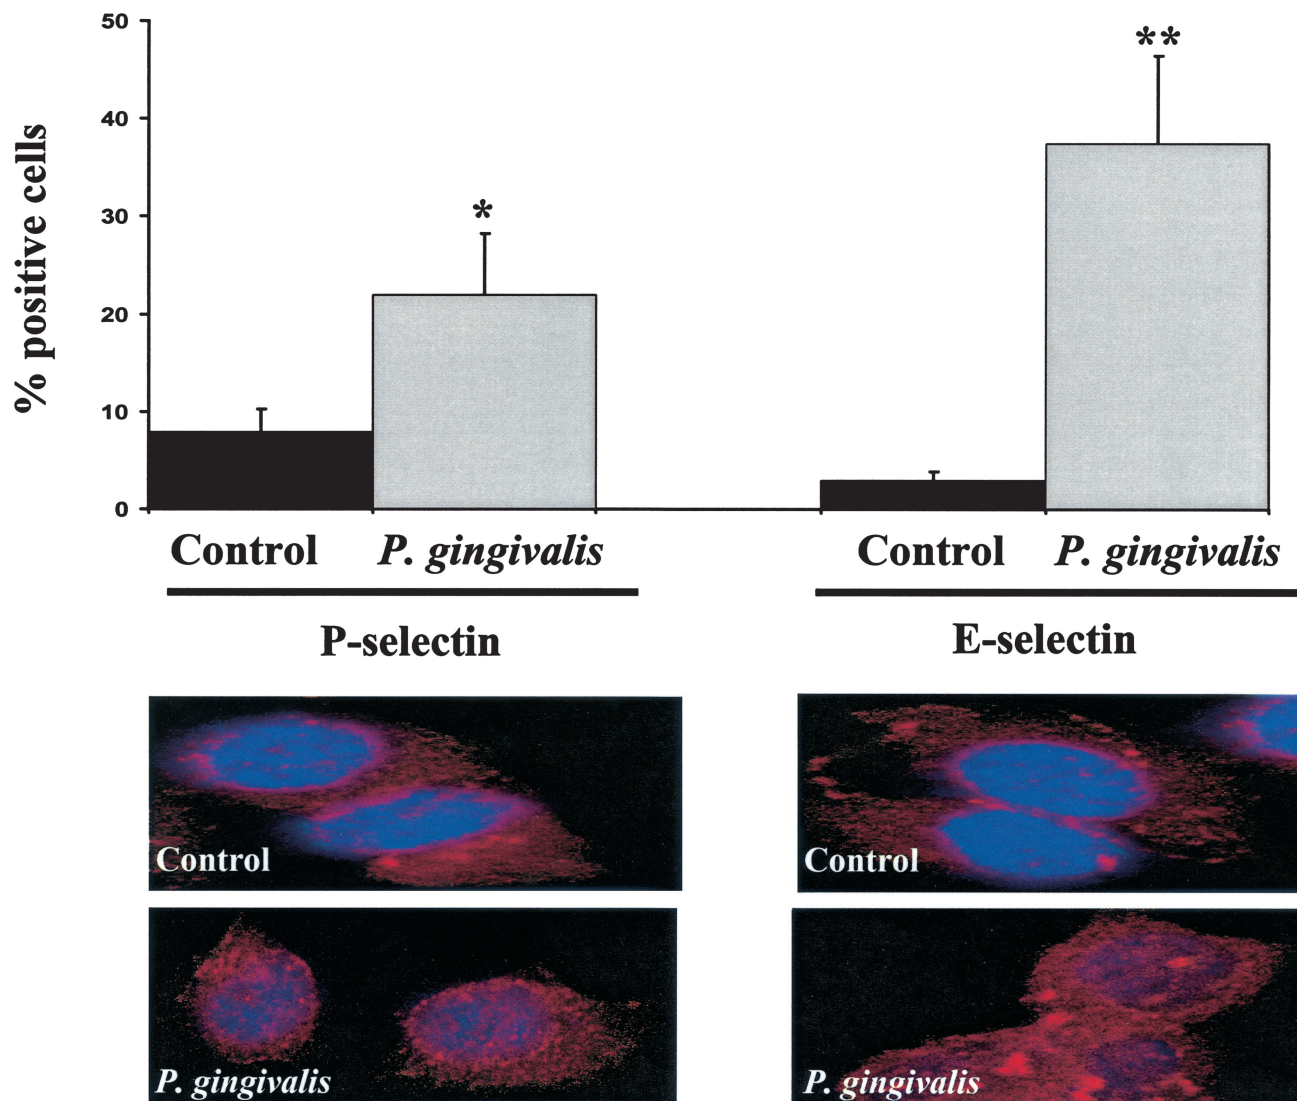 50
40
30
20
10
0
% positive cells
*
**
Control P. gingivalis Control P. gingivalis
P-selectin E-selectin
Control Control
P. gingivalis P. gingivalis